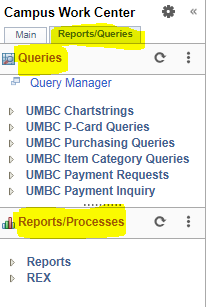 Campus Work Center
Main Reports/Queries
Queries
Query Manager
UMBC Chartstrings
UMBC P-Card Queries
UMBC Purchasing Queries
UMBC Item Category Queries
UMBC Payment Requests
UMBC Payment Inquiry
Reports/Processes
Reports
REX